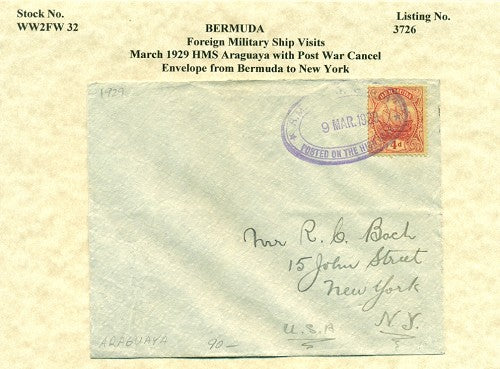 Stock No.
WW2FW 32
Listing No.
3726
BERMUDA
Foreign Military Ship Visits
March 1929 HMS Araguaya with Post War Cancel
Envelope from Bermuda to New York
1929
9 MAR. 192
POSTED ON THE HIGH
BERMUDA
d
Mr R. C. Bach
15 John Street
New York
U.S.A N.Y.
ARAGUAYA 90–